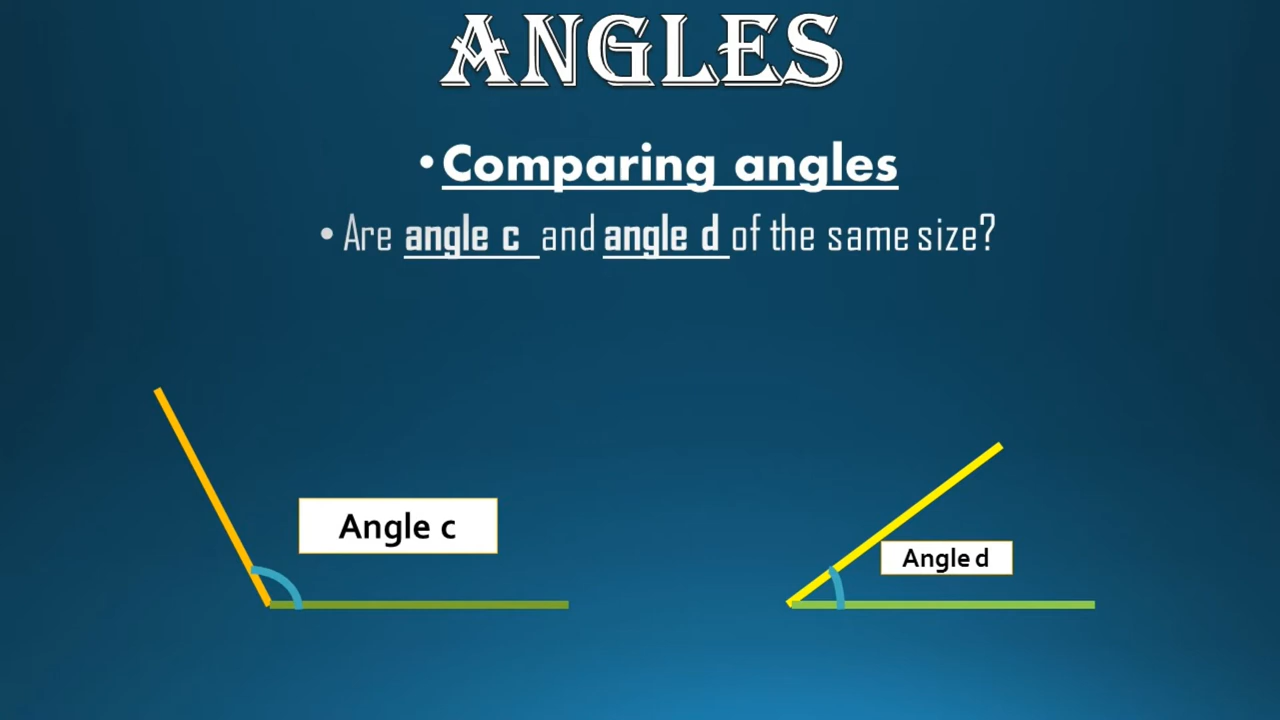 ANGLES
•Comparing angles
• Are angle c and angle d of the same size?
Angle c
Angle d